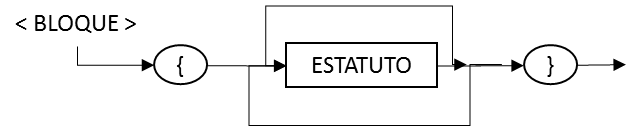 < BLOQUE >
{ ESTATUTO }